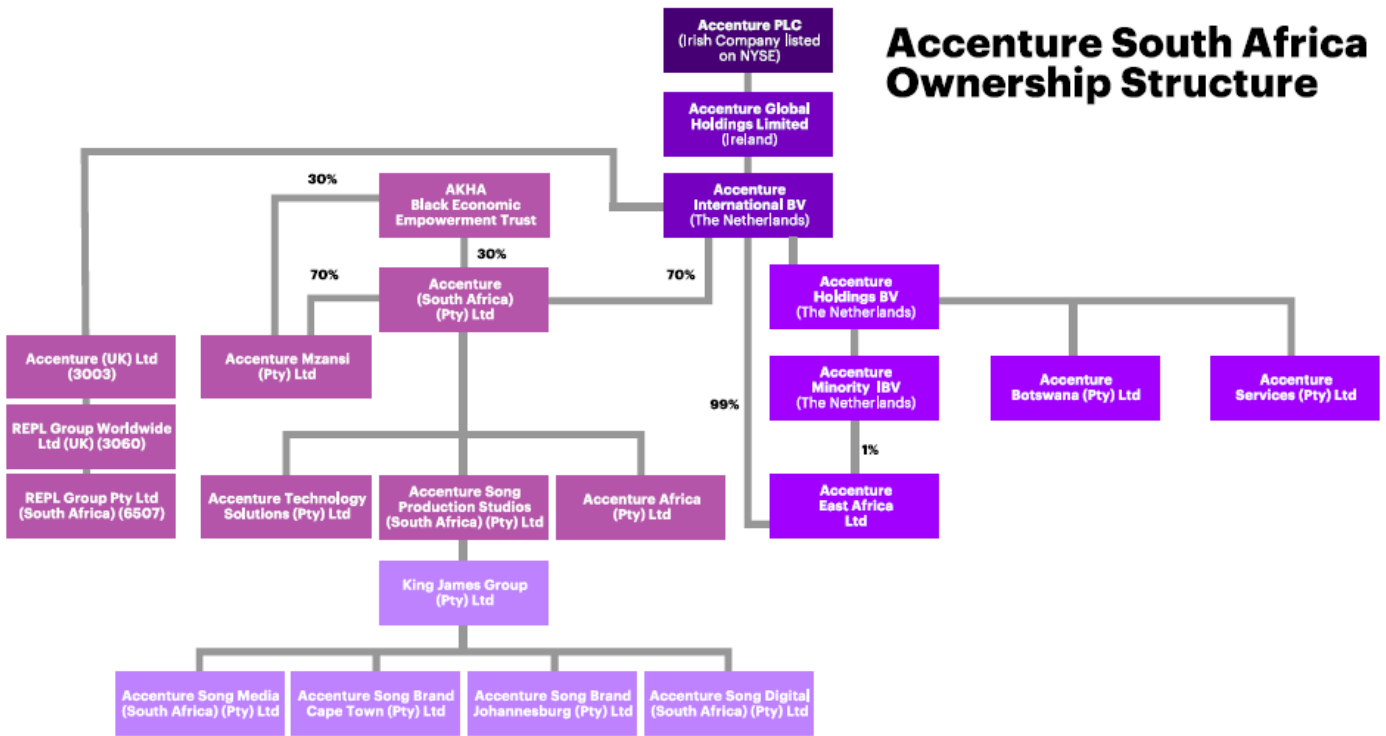 Accenture South Africa
Ownership Structure
Accenture PLC
(Irish Company listed
on NYSE)
Accenture Global
Holdings Limited
(Ireland)
Accenture
International BV
(The Netherlands)
30%
AKHA
Black Economic
Empowerment Trust
30%
70%
Accenture
(South Africa)
(Pty) Ltd
70%
Accenture
Holdings BV
(The Netherlands)
Accenture (UK) Ltd
(3003)
Accenture Mzansi
(Pty) Ltd
Accenture
Minority IBV
(The Netherlands)
Accenture
Botswana (Pty) Ltd
Accenture
Services (Pty) Ltd
99%
1%
REPL Group Worldwide
Ltd (UK) (3060)
REPL Group Pty Ltd
(South Africa) (6507)
Accenture Technology
Solutions (Pty) Ltd
Accenture Song
Production Studios
(South Africa) (Pty) Ltd
Accenture Africa
(Pty) Ltd
Accenture
East Africa
Ltd
King James Group
(Pty) Ltd
Accenture Song Media
(South Africa) (Pty) Ltd
Accenture Song Brand
Cape Town (Pty) Ltd
Accenture Song Brand
Johannesburg (Pty) Ltd
Accenture Song Digital
(South Africa) (Pty) Ltd